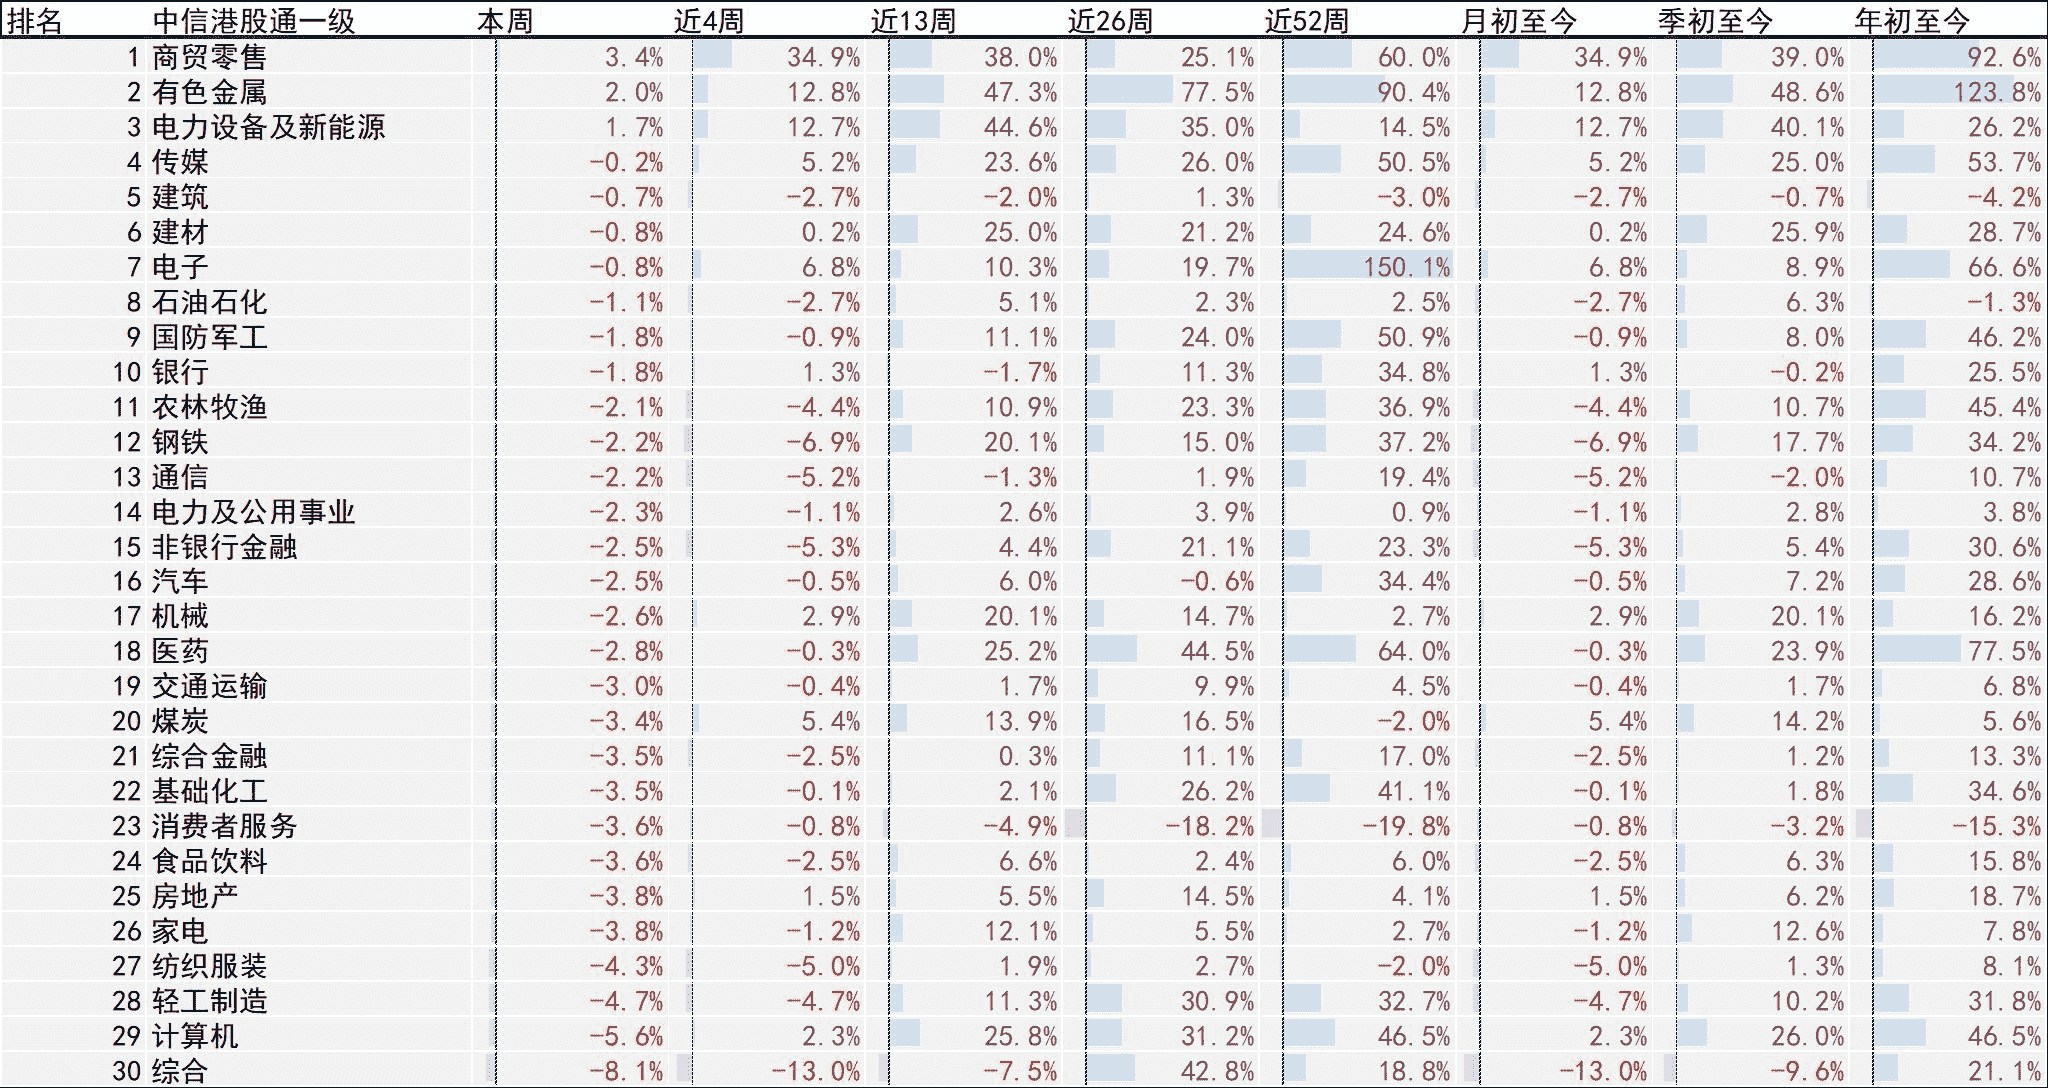 排名 中信港股通一级 本周 近4周 近13周 近26周 近52周 月初至今 季初至今 年初至今
1 商贸零售 3.4% 34.9% 38.0% 25.1% 60.0% 34.9% 39.0% 92.6%
2 有色金属 2.0% 12.8% 47.3% 77.5% 90.4% 12.8% 48.6% 123.8%
3 电力设备及新能源 1.7% 12.7% 44.6% 35.0% 14.5% 12.7% 40.1% 26.2%
4 传媒 -0.2% 5.2% 23.6% 26.0% 50.5% 5.2% 25.0% 53.7%
5 建筑 -0.7% -2.7% -2.0% 1.3% -3.0% -2.7% -0.7% -4.2%
6 建材 -0.8% 0.2% 25.0% 21.2% 24.6% 0.2% 25.9% 28.7%
7 电子 -0.8% 6.8% 10.3% 19.7% 150.1% 6.8% 8.9% 66.6%
8 石油石化 -1.1% -2.7% 5.1% 2.3% 2.5% -2.7% 6.3% -1.3%
9 国防军工 -1.8% -0.9% 11.1% 24.0% 50.9% -0.9% 8.0% 46.2%
10 银行 -1.8% 1.3% -1.7% 11.3% 34.8% 1.3% -0.2% 25.5%
11 农林牧渔 -2.1% -4.4% 10.9% 23.3% 36.9% -4.4% 10.7% 45.4%
12 钢铁 -2.2% -6.9% 20.1% 15.0% 37.2% -6.9% 17.7% 34.2%
13 通信 -2.2% -5.2% -1.3% 1.9% 19.4% -5.2% -2.0% 10.7%
14 电力及公用事业 -2.3% -1.1% 2.6% 3.9% 0.9% -1.1% 2.8% 3.8%
15 非银行金融 -2.5% -5.3% 4.4% 21.1% 23.3% -5.3% 5.4% 30.6%
16 汽车 -2.5% -0.5% 6.0% -0.6% 34.4% -0.5% 7.2% 28.6%
17 机械 -2.6% 2.9% 20.1% 14.7% 2.7% 2.9% 20.1% 16.2%
18 医药 -2.8% -0.3% 25.2% 44.5% 64.0% -0.3% 23.9% 77.5%
19 交通运输 -3.0% -0.4% 1.7% 9.9% 4.5% -0.4% 1.7% 6.8%
20 煤炭 -3.4% 5.4% 13.9% 16.5% -2.0% 5.4% 14.2% 5.6%
21 综合金融 -3.5% -2.5% 0.3% 11.1% 17.0% -2.5% 1.2% 13.3%
22 基础化工 -3.5% -0.1% 2.1% 26.2% 41.1% -0.1% 1.8% 34.6%
23 消费者服务 -3.6% -0.8% -4.9% -18.2% -19.8% -0.8% -3.2% -15.3%
24 食品饮料 -3.6% -2.5% 6.6% 2.4% 6.0% -2.5% 6.3% 15.8%
25 房地产 -3.8% 1.5% 5.5% 14.5% 4.1% 1.5% 6.2% 18.7%
26 家电 -3.8% -1.2% 12.1% 5.5% 2.7% -1.2% 12.6% 7.8%
27 纺织服装 -4.3% -5.0% 1.9% 2.7% -2.0% -5.0% 1.3% 8.1%
28 轻工制造 -4.7% -4.7% 11.3% 30.9% 32.7% -4.7% 10.2% 31.8%
29 计算机 -5.6% 2.3% 25.8% 31.2% 46.5% 2.3% 26.0% 46.5%
30 综合 -8.1% -13.0% -7.5% 42.8% 18.8% -13.0% -9.6% 21.1%